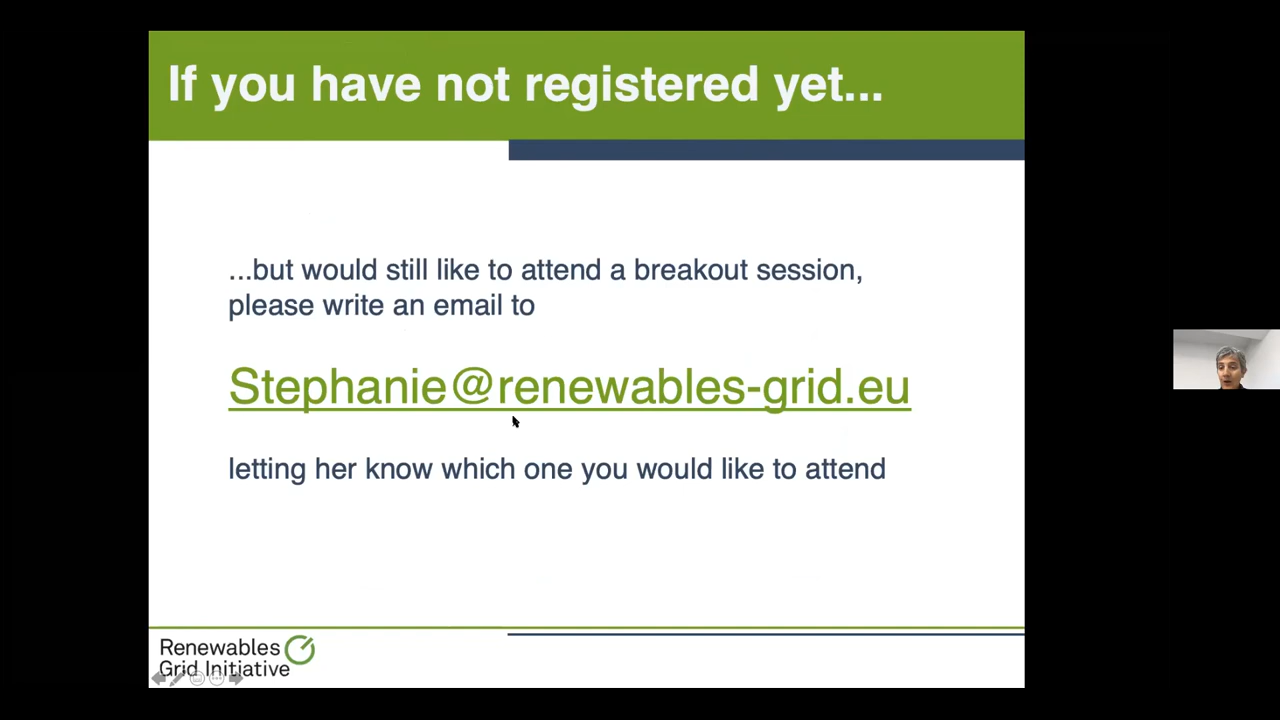 If you have not registered yet...
...but would still like to attend a breakout session,
please write an email to
Stephanie@renewables-grid.eu
letting her know which one you would like to attend
Renewables
Grid Initiative